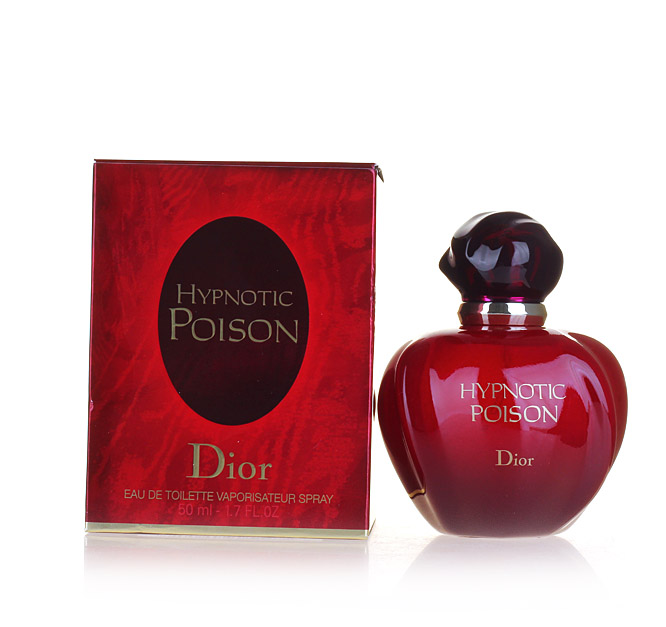 HYPNOTIC
POISON
Dior
EAU DE TOILETTE VAPORISATEUR SPRAY
50 ml - 1.7 FL.OZ
HYPNOTIC
POISON
Dior